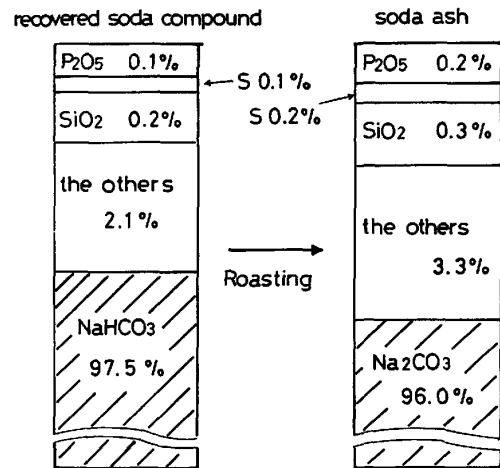 recovered soda compound
P2O5 0.1%
S 0.1%
SiO2 0.2%
the others
2.1%
NaHCO3
97.5%
Roasting
soda ash
P2O5 0.2%
S 0.2%
SiO2 0.3%
the others
3.3%
Na2CO3
96.0%